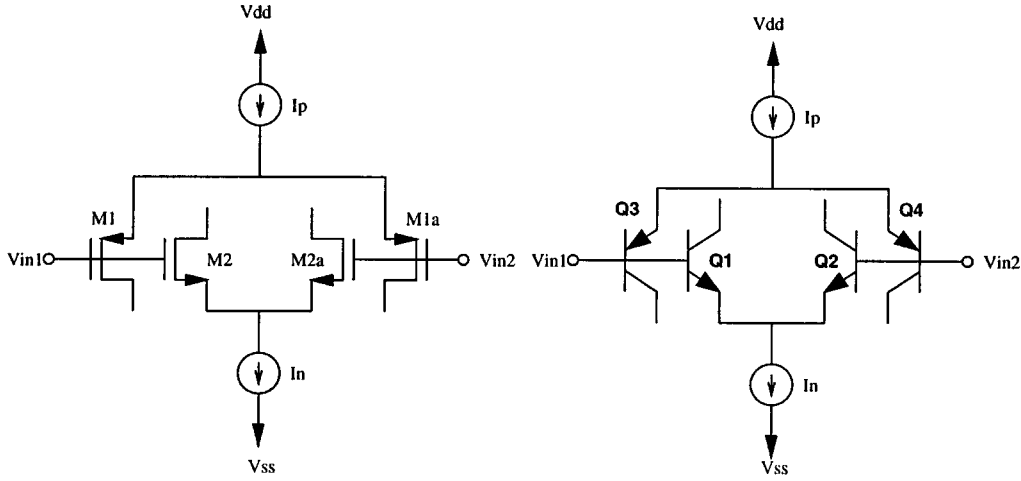 Vdd
Ip
M1
M1a
Vin1
M2
M2a
Vin2
In
Vss
Vdd
Ip
Q3
Q4
Vin1
Q1
Q2
Vin2
In
Vss